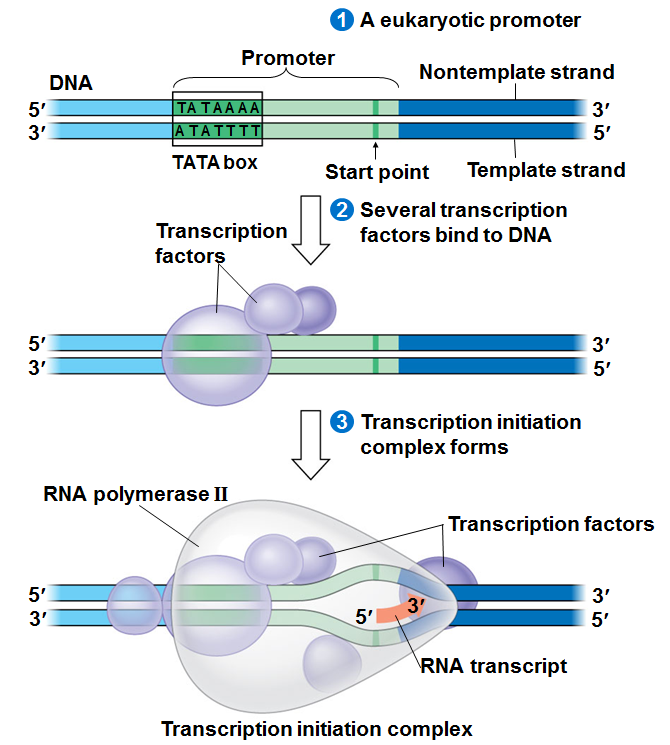 1 A eukaryotic promoter
Promoter
DNA
Nontemplate strand
5′
TATAAAA
3′
3′
ATATTTT
5′
TATA box
Start point
Template strand
2 Several transcription
factors bind to DNA
Transcription
factors
5′
3′
3′
5′
3 Transcription initiation
complex forms
RNA polymerase II
Transcription factors
5′
3′
3′
5′
5′
3′
RNA transcript
Transcription initiation complex